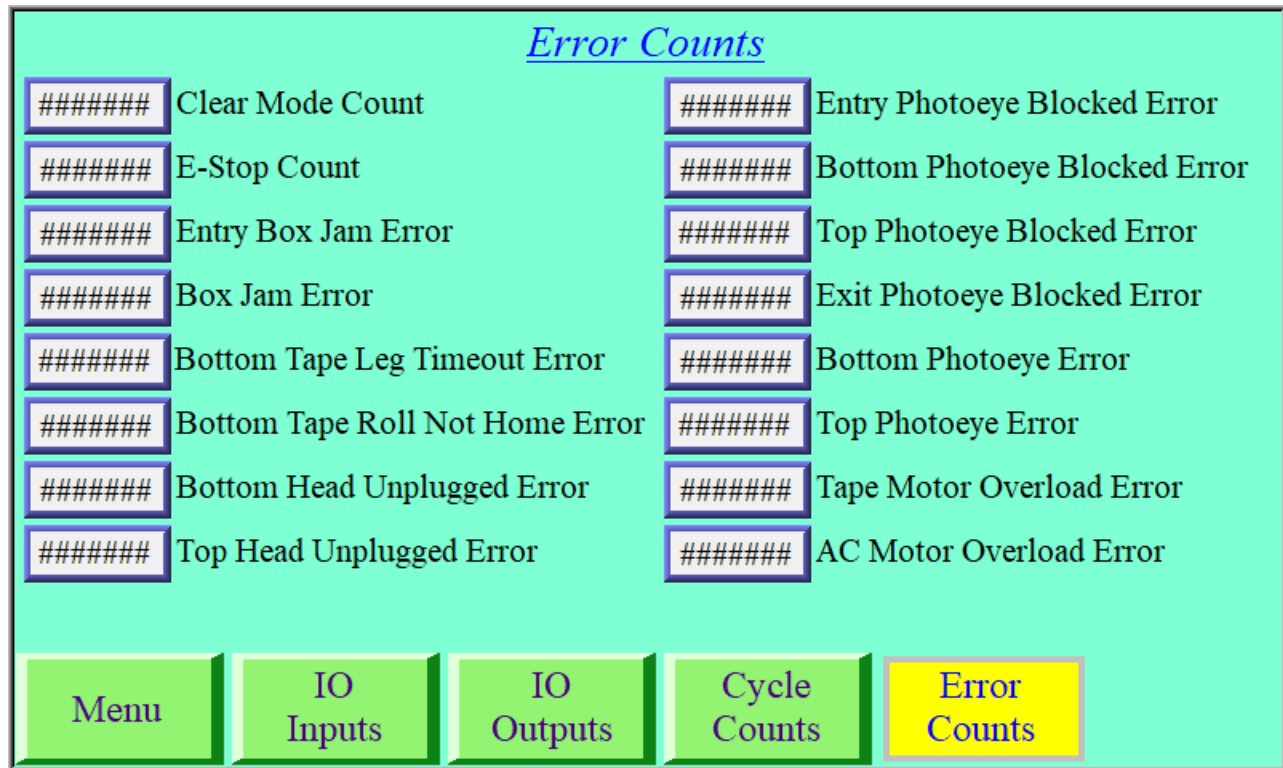 Error Counts
####### Clear Mode Count
####### E-Stop Count
####### Entry Box Jam Error
####### Box Jam Error
####### Bottom Tape Leg Timeout Error
####### Bottom Tape Roll Not Home Error
####### Bottom Head Unplugged Error
####### Top Head Unplugged Error
####### Entry Photoeye Blocked Error
####### Bottom Photoeye Blocked Error
####### Top Photoeye Blocked Error
####### Exit Photoeye Blocked Error
####### Bottom Photoeye Error
####### Top Photoeye Error
####### Tape Motor Overload Error
####### AC Motor Overload Error
Menu
IO
Inputs
IO
Outputs
Cycle
Counts
Error
Counts